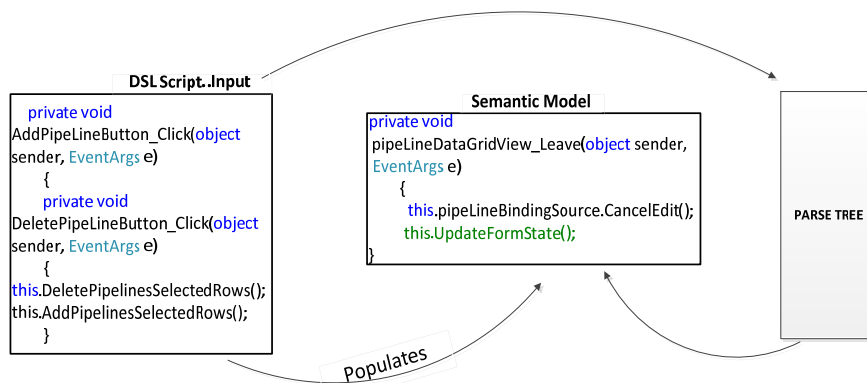 DSL Script..Input
private void
AddPipeLineButton_Click(object
sender, EventArgs e)
{
private void
DeletePipeLineButton_Click(object
sender, EventArgs e)
{
this.DeletePipelinesSelectedRows();
this.AddPipelinesSelectedRows();
}
Semantic Model
private void
pipeLineDataGridView_Leave(object sender,
EventArgs e)
{
this.pipeLineBindingSource.CancelEdit();
this.UpdateFormState();
}
PARSE TREE
Populates